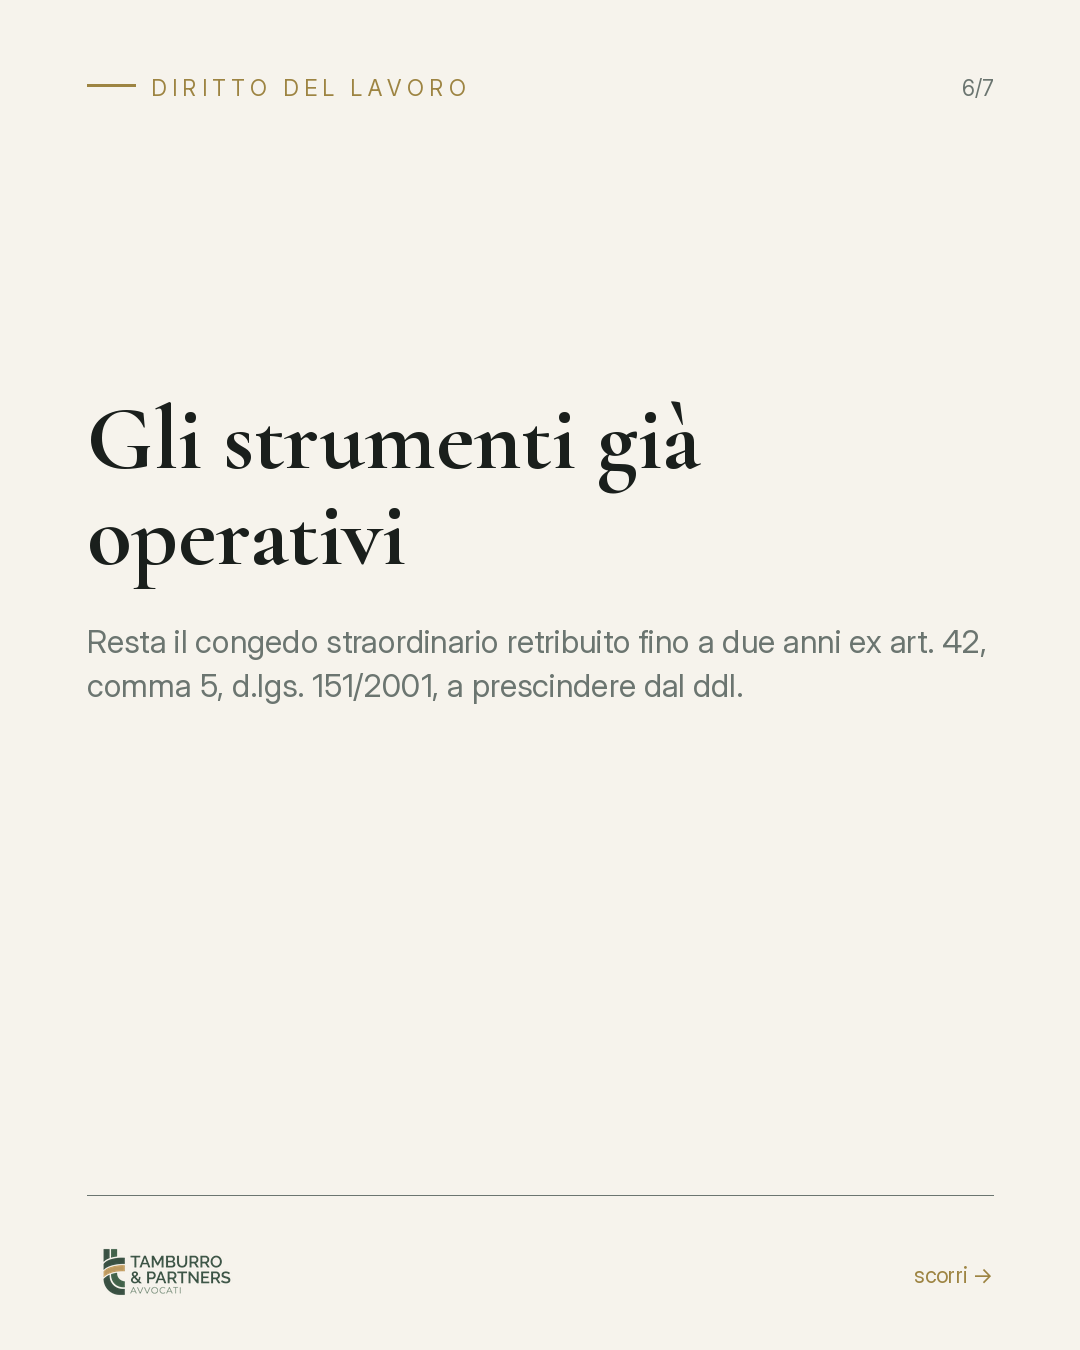 DIRITTO DEL LAVORO
6/7
Gli strumenti già
operativi
Resta il congedo straordinario retribuito fino a due anni ex art. 42,
comma 5, d.lgs. 151/2001, a prescindere dal ddl.
TAMBURRO
& PARTNERS
AVVOCATI
scorri →